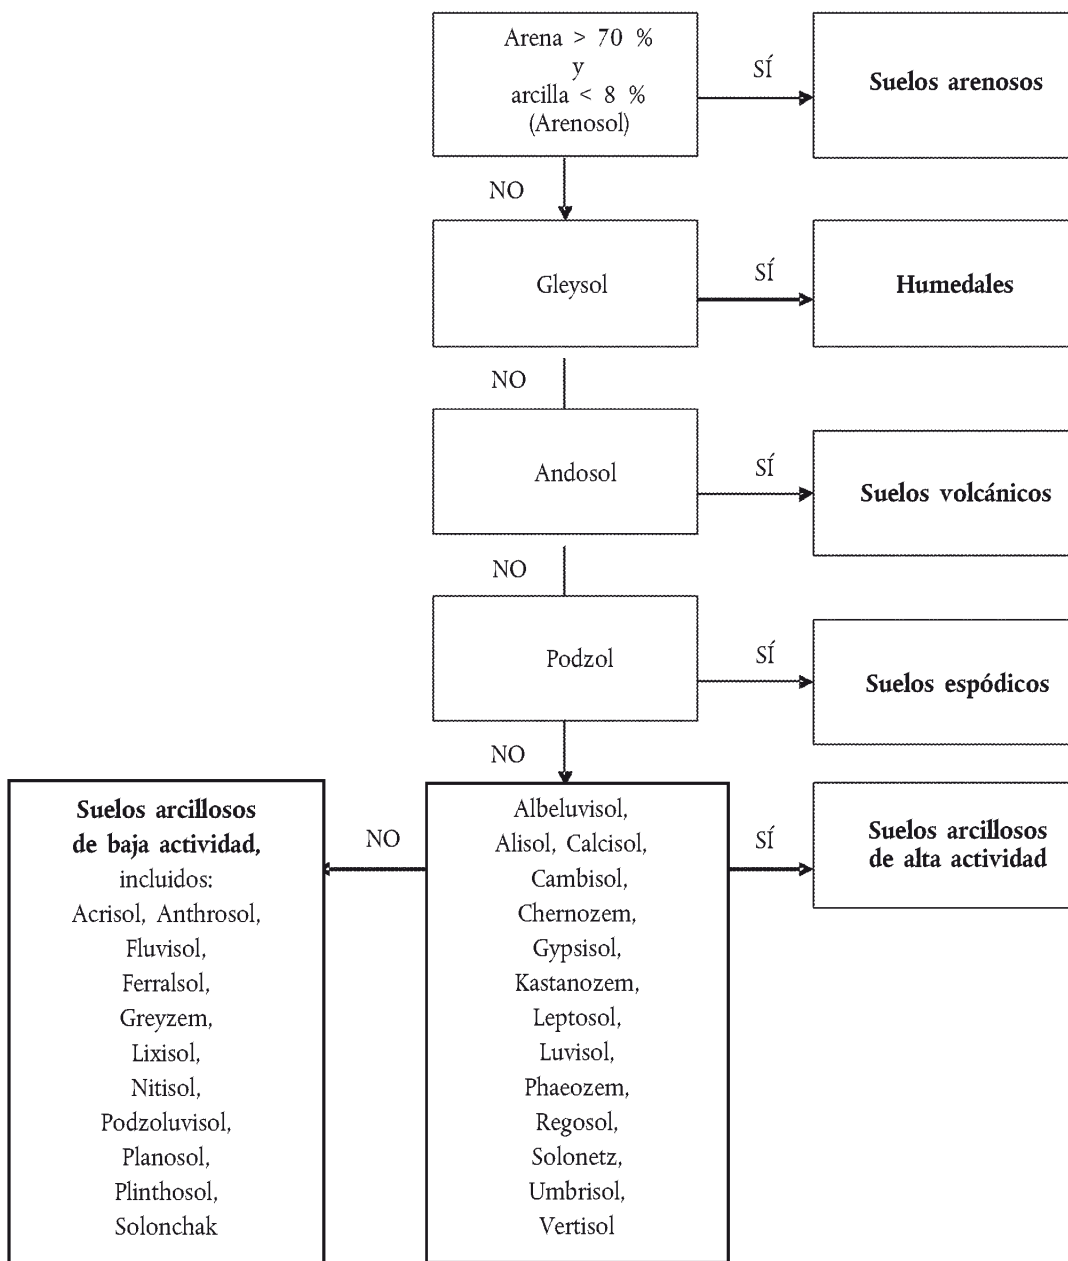 Arena > 70 %
y
arcilla < 8 %
(Arenosol)
SÍ
Suelos arenosos
NO
Gleysol
SÍ
Humedales
NO
Andosol
SÍ
Suelos volcánicos
NO
Podzol
SÍ
Suelos espódicos
NO
Suelos arcillosos
de baja actividad,
incluidos:
Acrisol, Anthrosol,
Fluvisol,
Ferralsol,
Greyzem,
Lixisol,
Nitisol,
Podzoluvisol,
Planosol,
Plinthosol,
Solonchak
NO
Albeluvisol,
Alisol, Calcisol,
Cambisol,
Chernozem,
Gypsisol,
Kastanozem,
Leptosol,
Luvisol,
Phaeozem,
Regosol,
Solonetz,
Umbrisol,
Vertisol
SÍ
Suelos arcillosos
de alta actividad